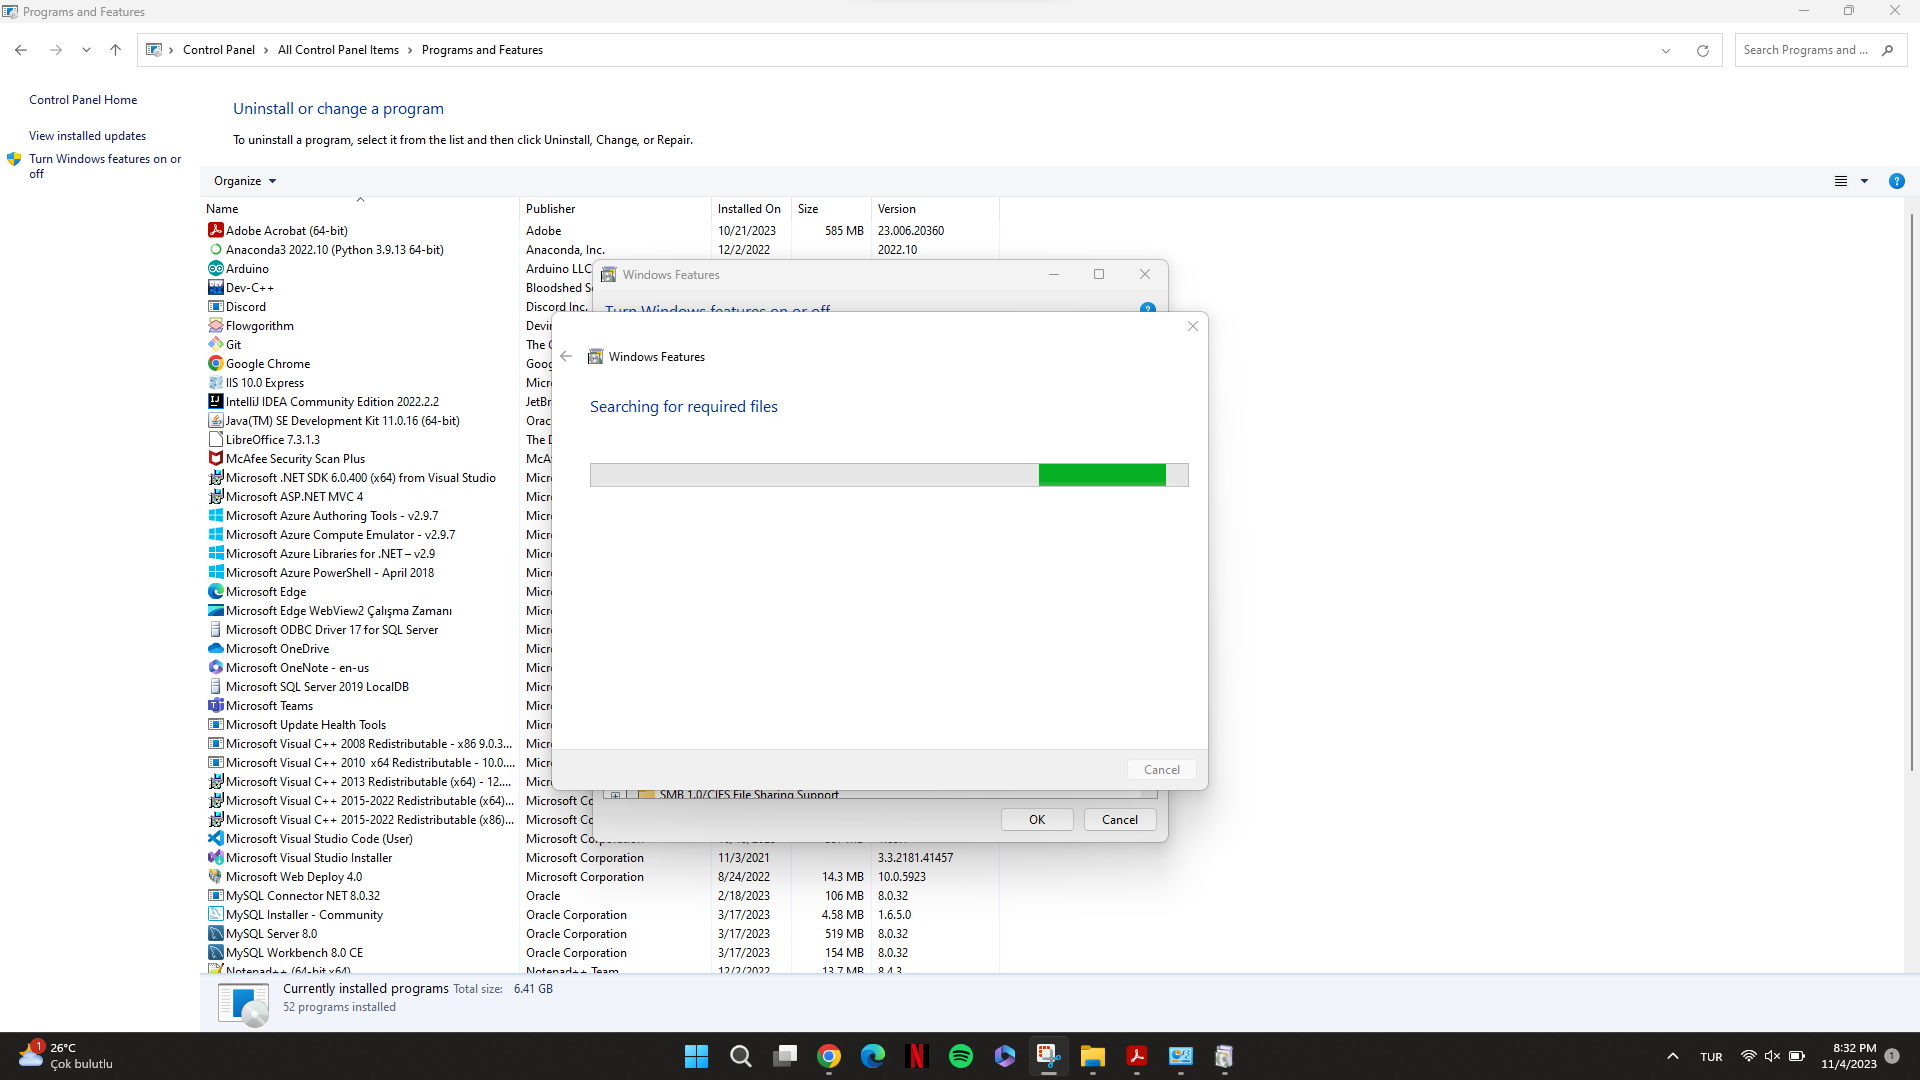 Programs and Features
Control Panel > All Control Panel Items > Programs and Features
Search Programs and ...
Control Panel Home
View installed updates
Turn Windows features on or
off
Uninstall or change a program
To uninstall a program, select it from the list and then click Uninstall, Change, or Repair.
Organize
Name Publisher Installed On Size Version
Adobe Acrobat (64-bit) Adobe 10/21/2023 585 MB 23.006.20360
Anaconda3 2022.10 (Python 3.9.13 64-bit) Anaconda, Inc. 12/2/2022 2022.10
Arduino Arduino LLC
Dev-C++ Bloodshed S
Discord Discord Inc.
Flowgorithm Devi
Git The
Google Chrome Goog
IIS 10.0 Express Micr
IntelliJ IDEA Community Edition 2022.2.2 JetBr
Java(TM) SE Development Kit 11.0.16 (64-bit) Orac
LibreOffice 7.3.1.3 The
McAfee Security Scan Plus McA
Microsoft .NET SDK 6.0.400 (x64) from Visual Studio Micr
Microsoft ASP.NET MVC 4 Micr
Microsoft Azure Authoring Tools - v2.9.7 Micr
Microsoft Azure Compute Emulator - v2.9.7 Micr
Microsoft Azure Libraries for .NET – v2.9 Micr
Microsoft Azure PowerShell - April 2018 Micr
Microsoft Edge Micr
Microsoft Edge WebView2 Çalışma Zamanı Micr
Microsoft ODBC Driver 17 for SQL Server Micr
Microsoft OneDrive Micr
Microsoft OneNote - en-us Micr
Microsoft SQL Server 2019 LocalDB Micr
Microsoft Teams Micr
Microsoft Update Health Tools Micr
Microsoft Visual C++ 2008 Redistributable - x86 9.0.3... Micr
Microsoft Visual C++ 2010 x64 Redistributable - 10.0.... Micr
Microsoft Visual C++ 2013 Redistributable (x64) - 12.... Micr
Microsoft Visual C++ 2015-2022 Redistributable (x64)... Microsoft Co
Microsoft Visual C++ 2015-2022 Redistributable (x86)... Microsoft Co
Microsoft Visual Studio Code (User) Microsoft
Microsoft Visual Studio Installer Microsoft Corporation 11/3/2021 3.3.2181.41457
Microsoft Web Deploy 4.0 Microsoft Corporation 8/24/2022 14.3 MB 10.0.5923
MySQL Connector NET 8.0.32 Oracle 2/18/2023 106 MB 8.0.32
MySQL Installer - Community Oracle Corporation 3/17/2023 4.58 MB 1.6.5.0
MySQL Server 8.0 Oracle Corporation 3/17/2023 519 MB 8.0.32
MySQL Workbench 8.0 CE Oracle Corporation 3/17/2023 154 MB 8.0.32
Notepad++ (64-bit x64) Notepad++ Team 12/2/2022 13.7 MB 8.4.3
Windows Features
Turn Windows features on or off
Windows Features
Searching for required files
Cancel
SMB 1.0/CIFS File Sharing Support
OK Cancel
Currently installed programs Total size: 6.41 GB
52 programs installed
1
26°C
Çok bulutlu
TUR
8:32 PM
11/4/2023
1